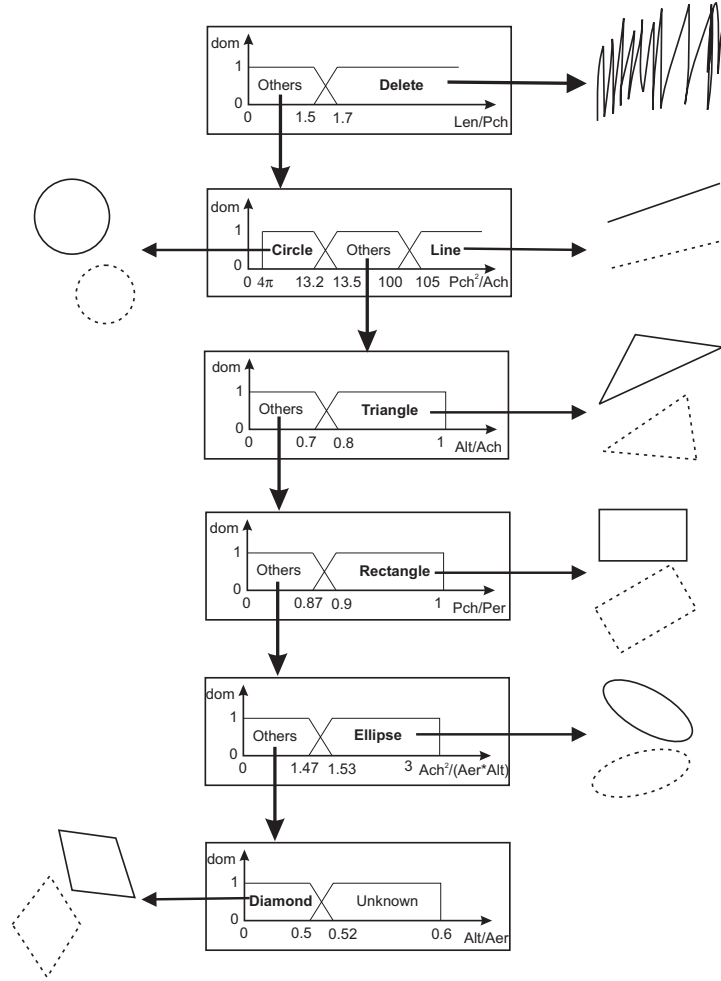 dom
1
Others
Delete
0
0
1.5
1.7
Len/Pch
dom
1
Circle
Others
Line
0
0
4π
13.2
13.5
100
105
Pch²/Ach
dom
1
Others
Triangle
0
0
0.7
0.8
1
Alt/Ach
dom
1
Others
Rectangle
0
0
0.87
0.9
1
Pch/Per
dom
1
Others
Ellipse
0
0
1.47
1.53
3
Ach²/(Aer*Alt)
dom
1
Diamond
Unknown
0
0
0.5
0.52
0.6
Alt/Aer